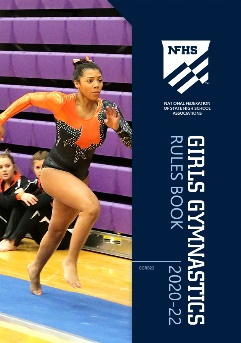 NFHS
NATIONAL FEDERATION
OF STATE HIGH SCHOOL
ASSOCIATIONS
GIRLS GYMNASTICS
RULES BOOK
2020-22